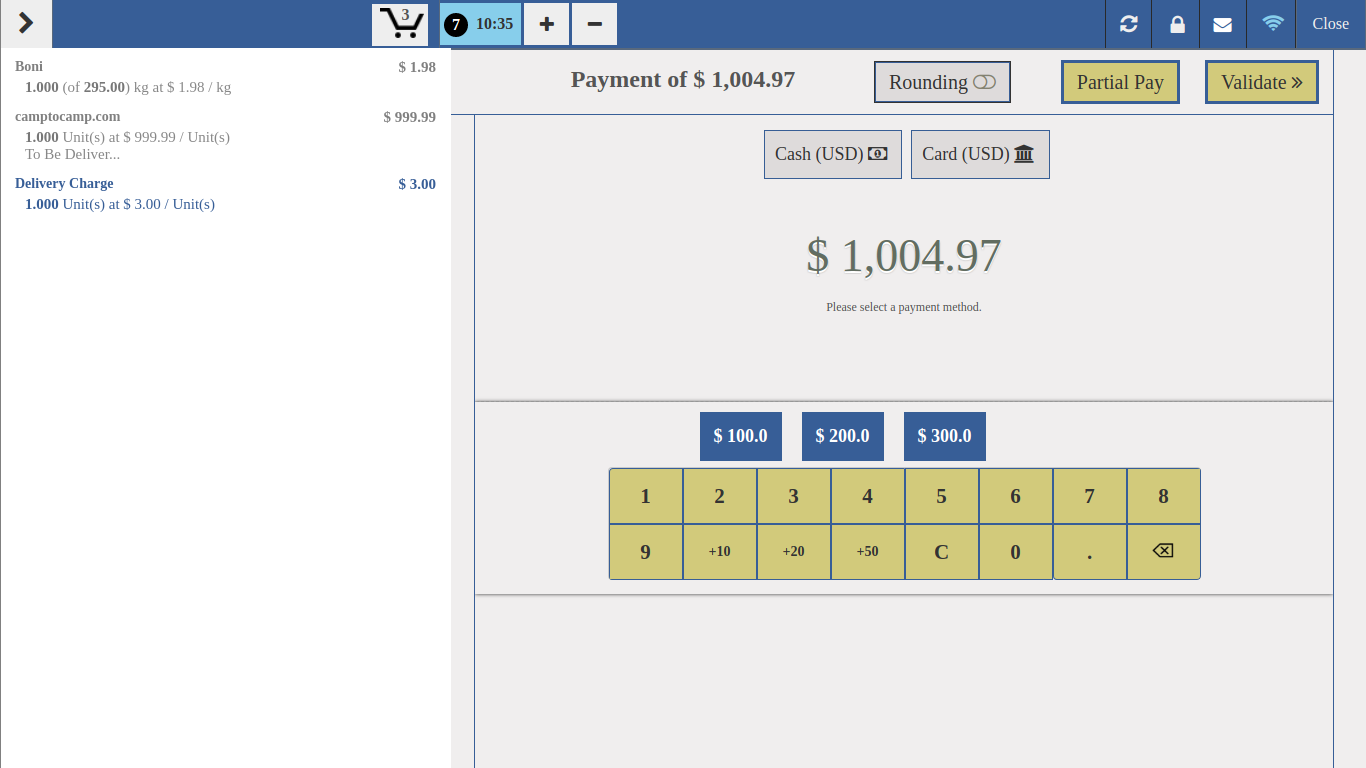 3
7 10:35
Close
Boni $ 1.98
1.000 (of 295.00) kg at $ 1.98 / kg
camptocamp.com $ 999.99
1.000 Unit(s) at $ 999.99 / Unit(s)
To Be Deliver...
Delivery Charge $ 3.00
1.000 Unit(s) at $ 3.00 / Unit(s)
Payment of $ 1,004.97
Rounding
Partial Pay
Validate
Cash (USD)
Card (USD)
$ 1,004.97
Please select a payment method.
$ 100.0 $ 200.0 $ 300.0
1 2 3 4 5 6 7 8
9 +10 +20 +50 C 0 .